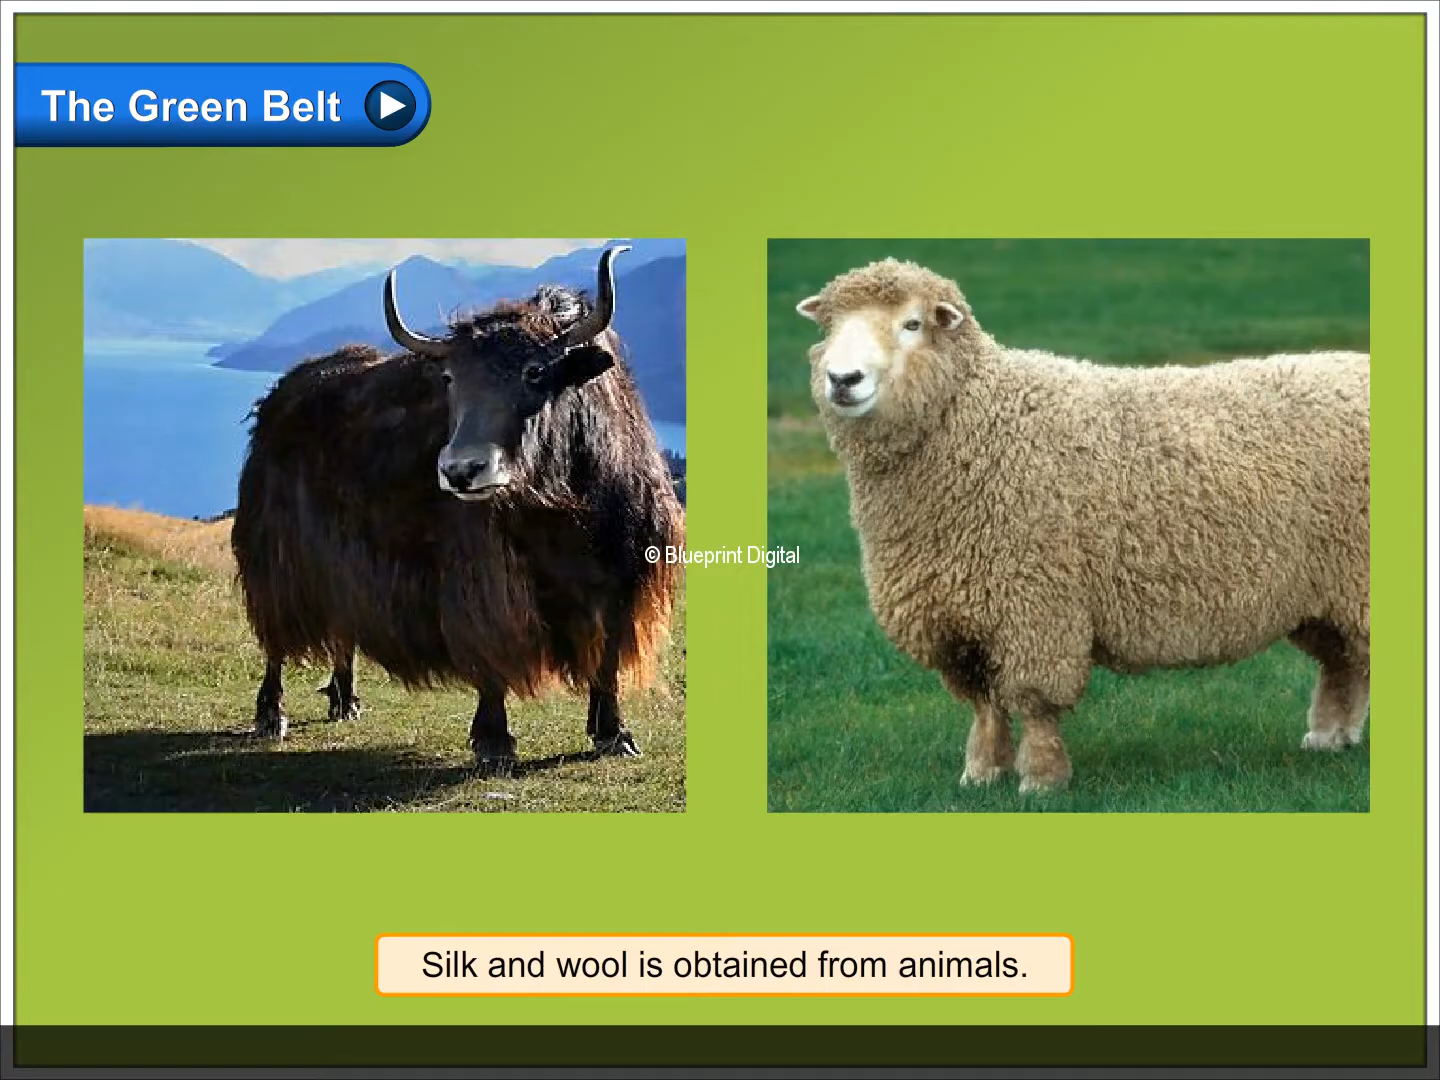 The Green Belt
© Blueprint Digital
Silk and wool is obtained from animals.